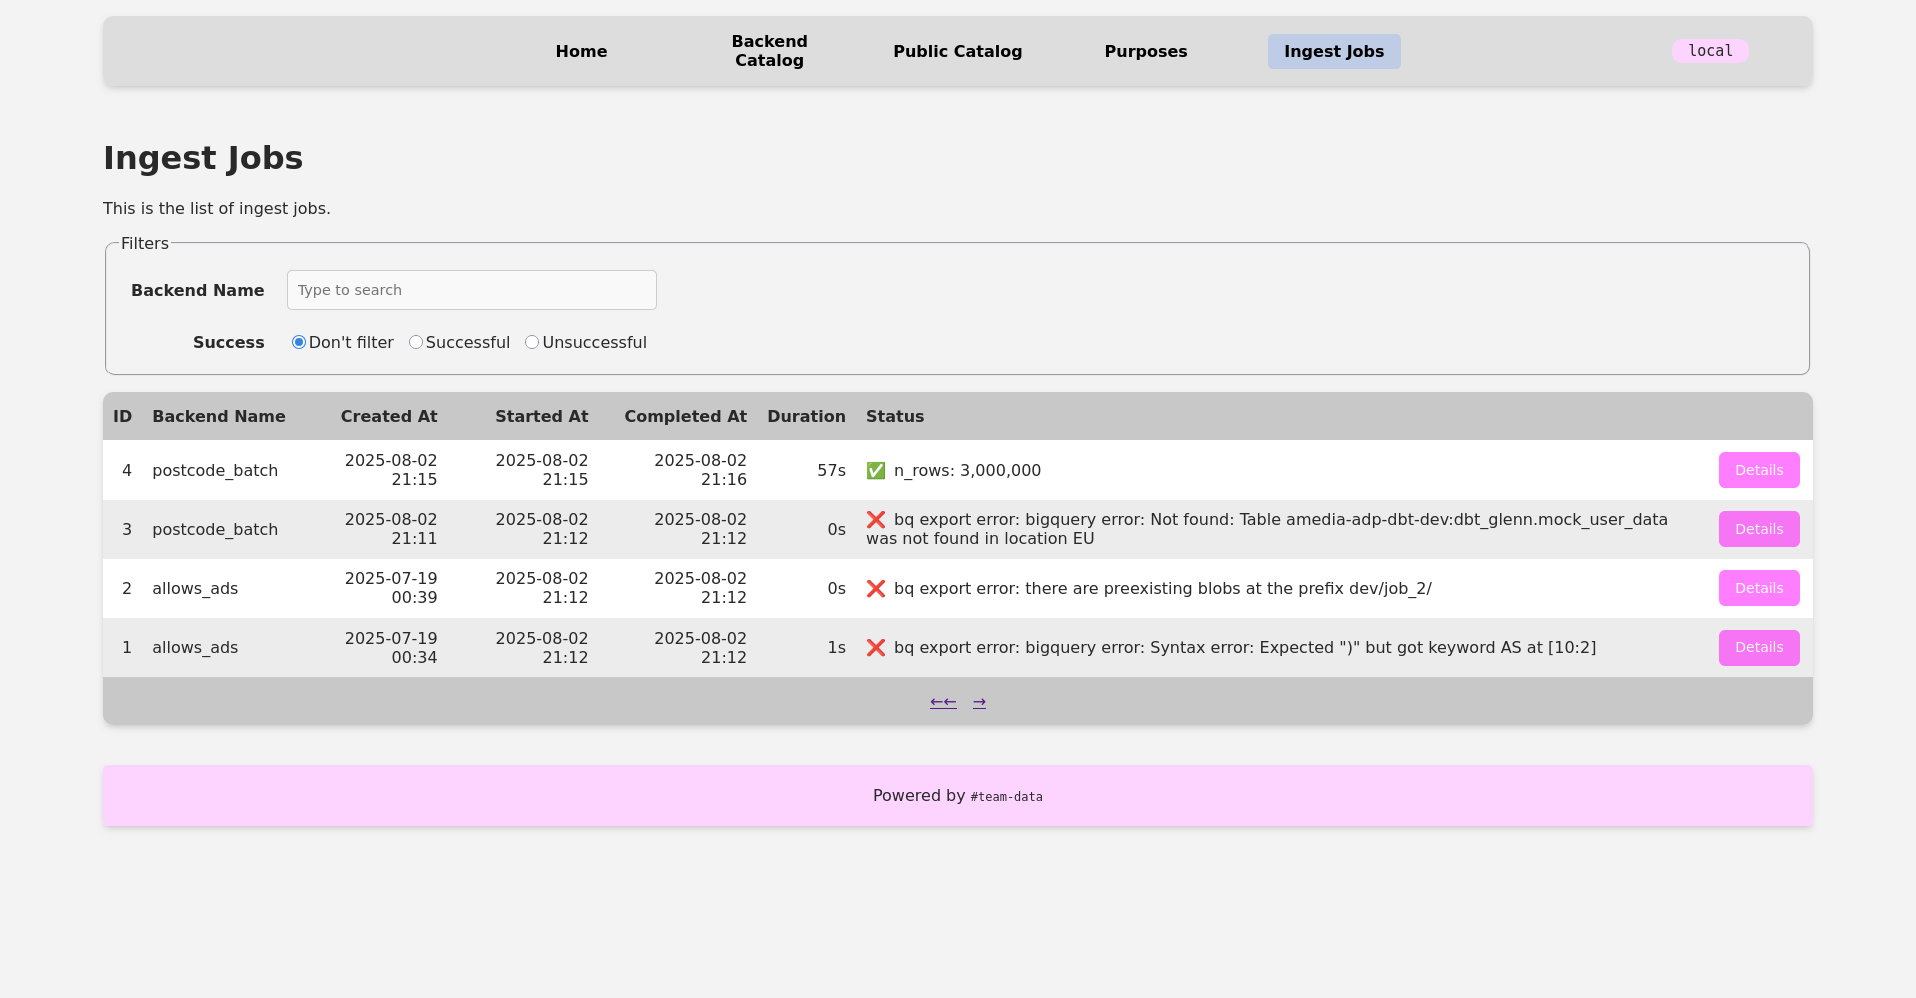 Home
Backend
Catalog
Public Catalog
Purposes
Ingest Jobs
local
Ingest Jobs
This is the list of ingest jobs.
Filters
Backend Name
Type to search
Success
Don't filter
Successful
Unsuccessful
ID Backend Name Created At Started At Completed At Duration Status
4 postcode_batch 2025-08-02 21:15 2025-08-02 21:15 2025-08-02 21:16 57s ✅ n_rows: 3,000,000 Details
3 postcode_batch 2025-08-02 21:11 2025-08-02 21:12 2025-08-02 21:12 0s ❌ bq export error: bigquery error: Not found: Table amedia-adp-dbt-dev:dbt_glenn.mock_user_data
was not found in location EU Details
2 allows_ads 2025-07-19 00:39 2025-08-02 21:12 2025-08-02 21:12 0s ❌ bq export error: there are preexisting blobs at the prefix dev/job_2/ Details
1 allows_ads 2025-07-19 00:34 2025-08-02 21:12 2025-08-02 21:12 1s ❌ bq export error: bigquery error: Syntax error: Expected ")" but got keyword AS at [10:2] Details
←← →
Powered by #team-data